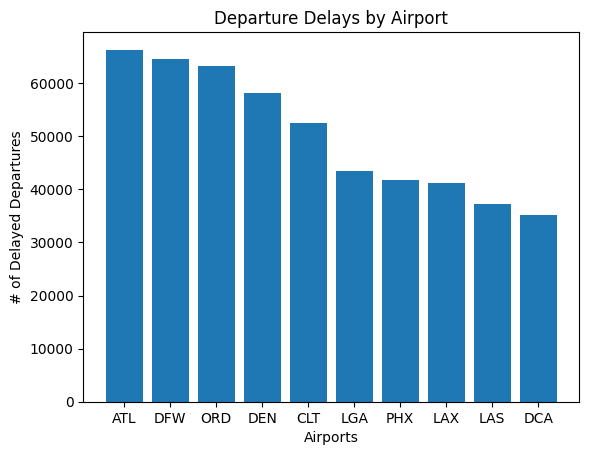 Departure Delays by Airport
# of Delayed Departures
60000
50000
40000
30000
20000
10000
0
ATL DFW ORD DEN CLT LGA PHX LAX LAS DCA
Airports